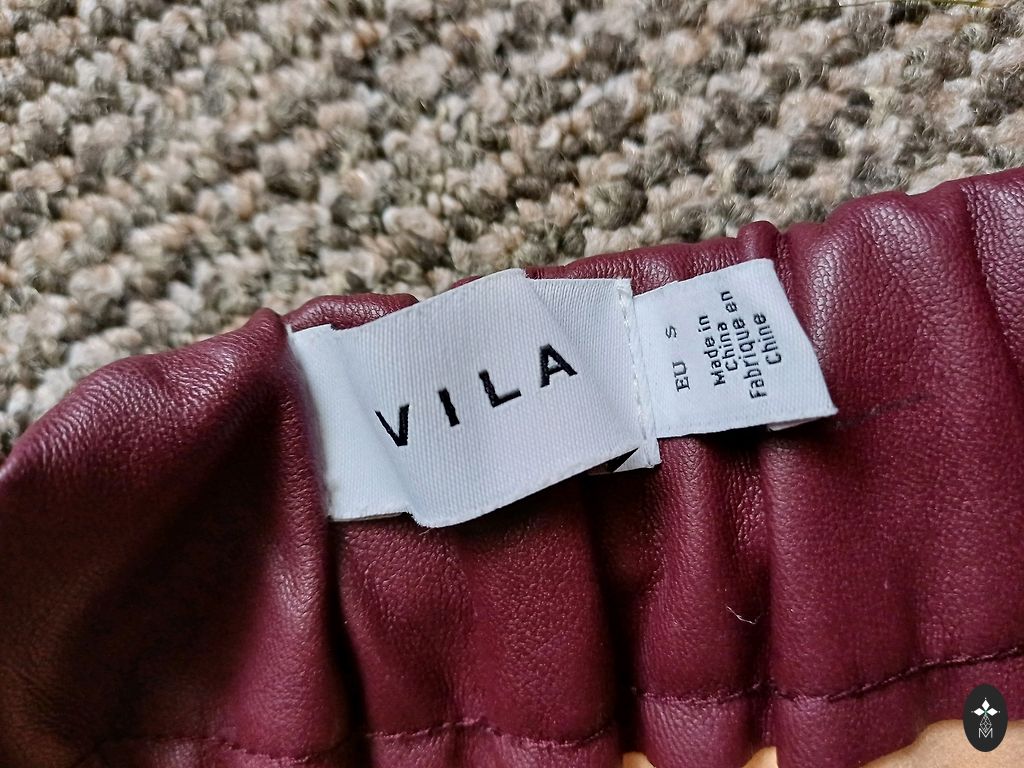 VILA
EU S
Made in
China
Fabriqué en
Chine
M